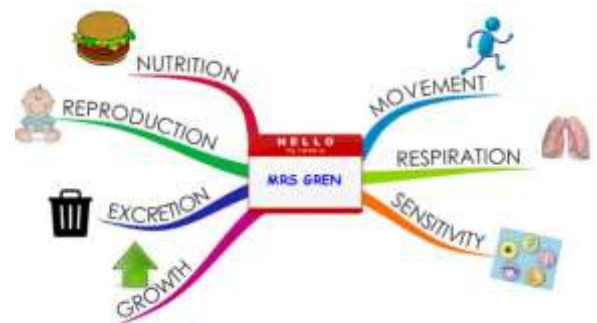 NUTRITION
MOVEMENT
REPRODUCTION
HELLO
MRS GREN
RESPIRATION
EXCRETION
SENSITIVITY
GROWTH